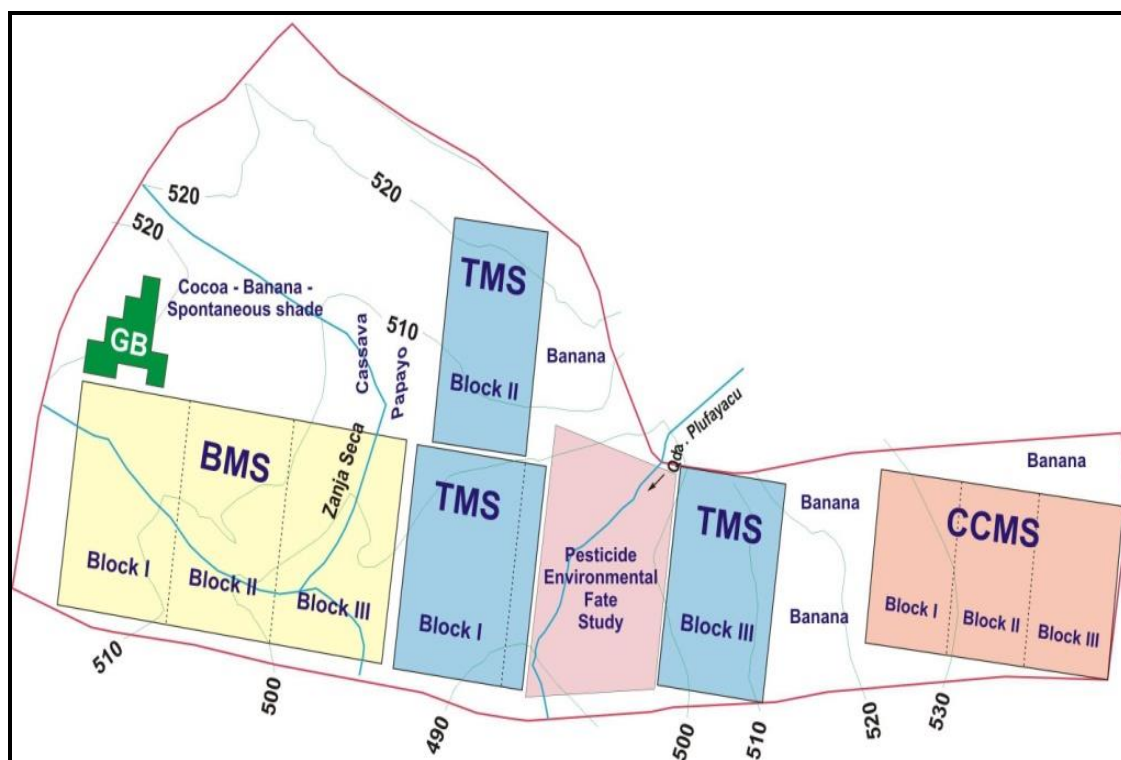 520
520
520
TMS
Cocoa - Banana -
Spontaneous shade
GB
Cassava
Papayo
510
Block II
Banana
Qda. Plufayacu
Zanja Seca
BMS
Block I
Block II
Block III
TMS
Block I
Pesticide
Environmental
Fate
Study
TMS
Block III
Banana
Banana
Banana
CCMS
Block I
Block II
Block III
510
500
490
500
510
520
530